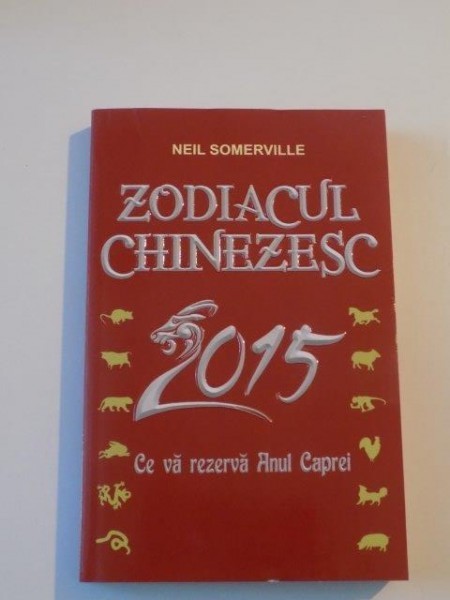 NEIL SOMERVILLE
ZODIACUL
CHINEZESC
2015
Ce vă rezervă Anul Caprei